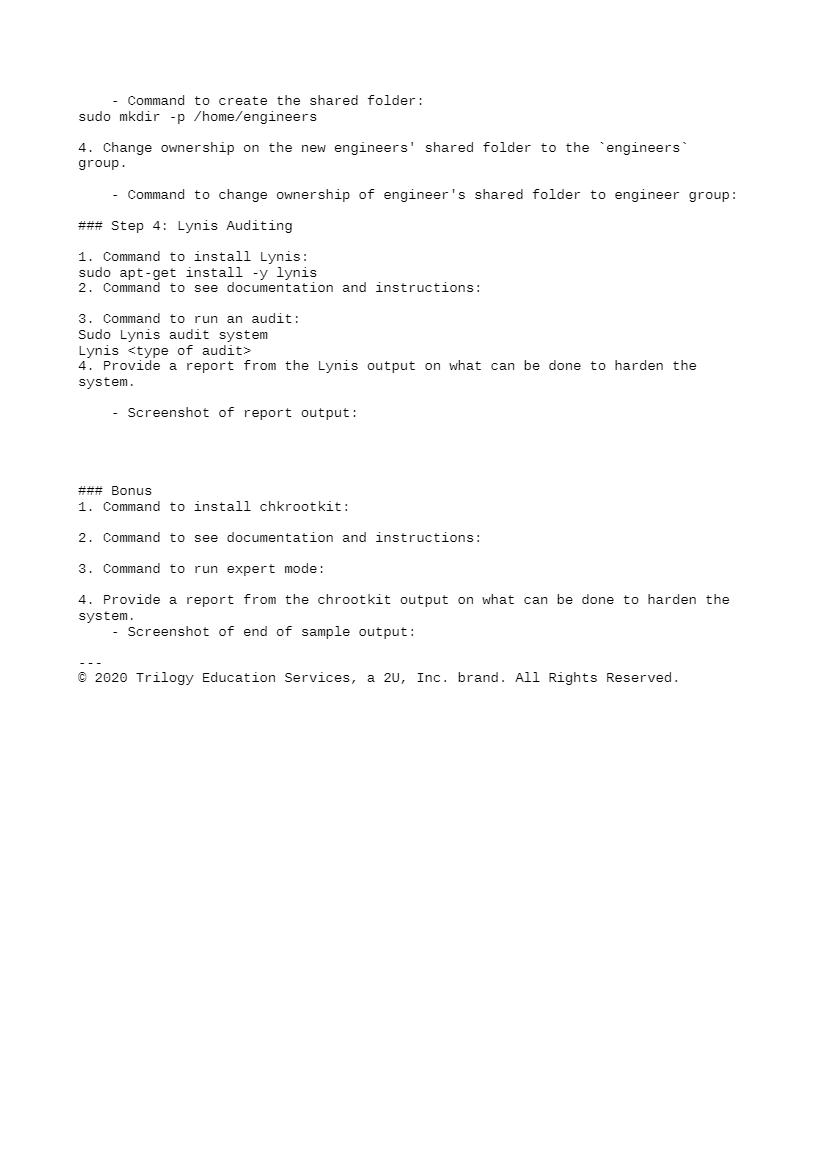 - Command to create the shared folder:
sudo mkdir -p /home/engineers
4. Change ownership on the new engineers' shared folder to the `engineers`
group.
- Command to change ownership of engineer's shared folder to engineer group:
### Step 4: Lynis Auditing
1. Command to install Lynis:
sudo apt-get install -y lynis
2. Command to see documentation and instructions:
3. Command to run an audit:
Sudo Lynis audit system
Lynis <type of audit>
4. Provide a report from the Lynis output on what can be done to harden the
system.
- Screenshot of report output:
### Bonus
1. Command to install chkrootkit:
2. Command to see documentation and instructions:
3. Command to run expert mode:
4. Provide a report from the chrootkit output on what can be done to harden the
system.
- Screenshot of end of sample output:
---
© 2020 Trilogy Education Services, a 2U, Inc. brand. All Rights Reserved.